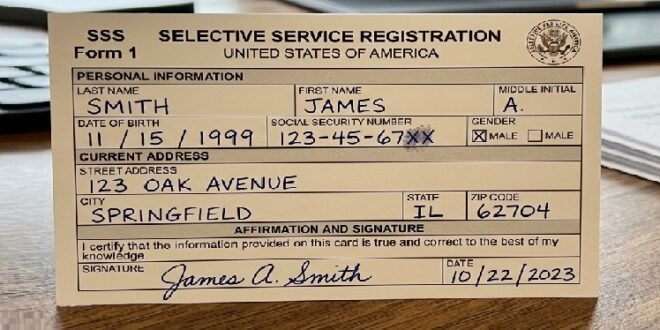 SSS
Form 1
SELECTIVE SERVICE REGISTRATION
UNITED STATES OF AMERICA
PERSONAL INFORMATION
LAST NAME FIRST NAME MIDDLE INITIAL
SMITH JAMES A.
DATE OF BIRTH SOCIAL SECURITY NUMBER GENDER
11 / 15 / 1999 123-45-67XX MALE MALE
CURRENT ADDRESS
STREET ADDRESS
123 OAK AVENUE
CITY STATE ZIP CODE
SPRINGFIELD IL 62704
AFFIRMATION AND SIGNATURE
I certify that the information provided on this card is true and correct to the best of my
knowledge
SIGNATURE DATE
James A. Smith 10/22/2023